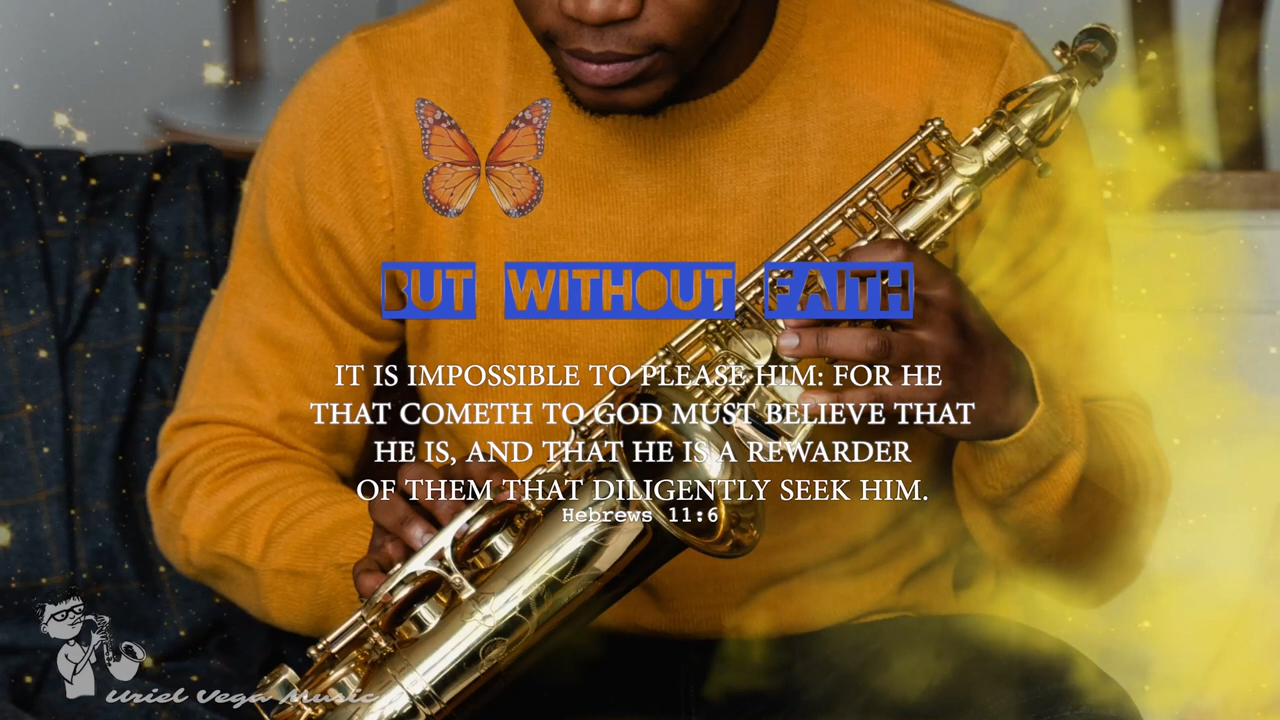 BUT WITHOUT FAITH
IT IS IMPOSSIBLE TO PLEASE HIM: FOR HE
THAT COMETH TO GOD MUST BELIEVE THAT
HE IS, AND THAT HE IS A REWARDER
OF THEM THAT DILIGENTLY SEEK HIM.
Hebrews 11:6
Uriel Vega Music